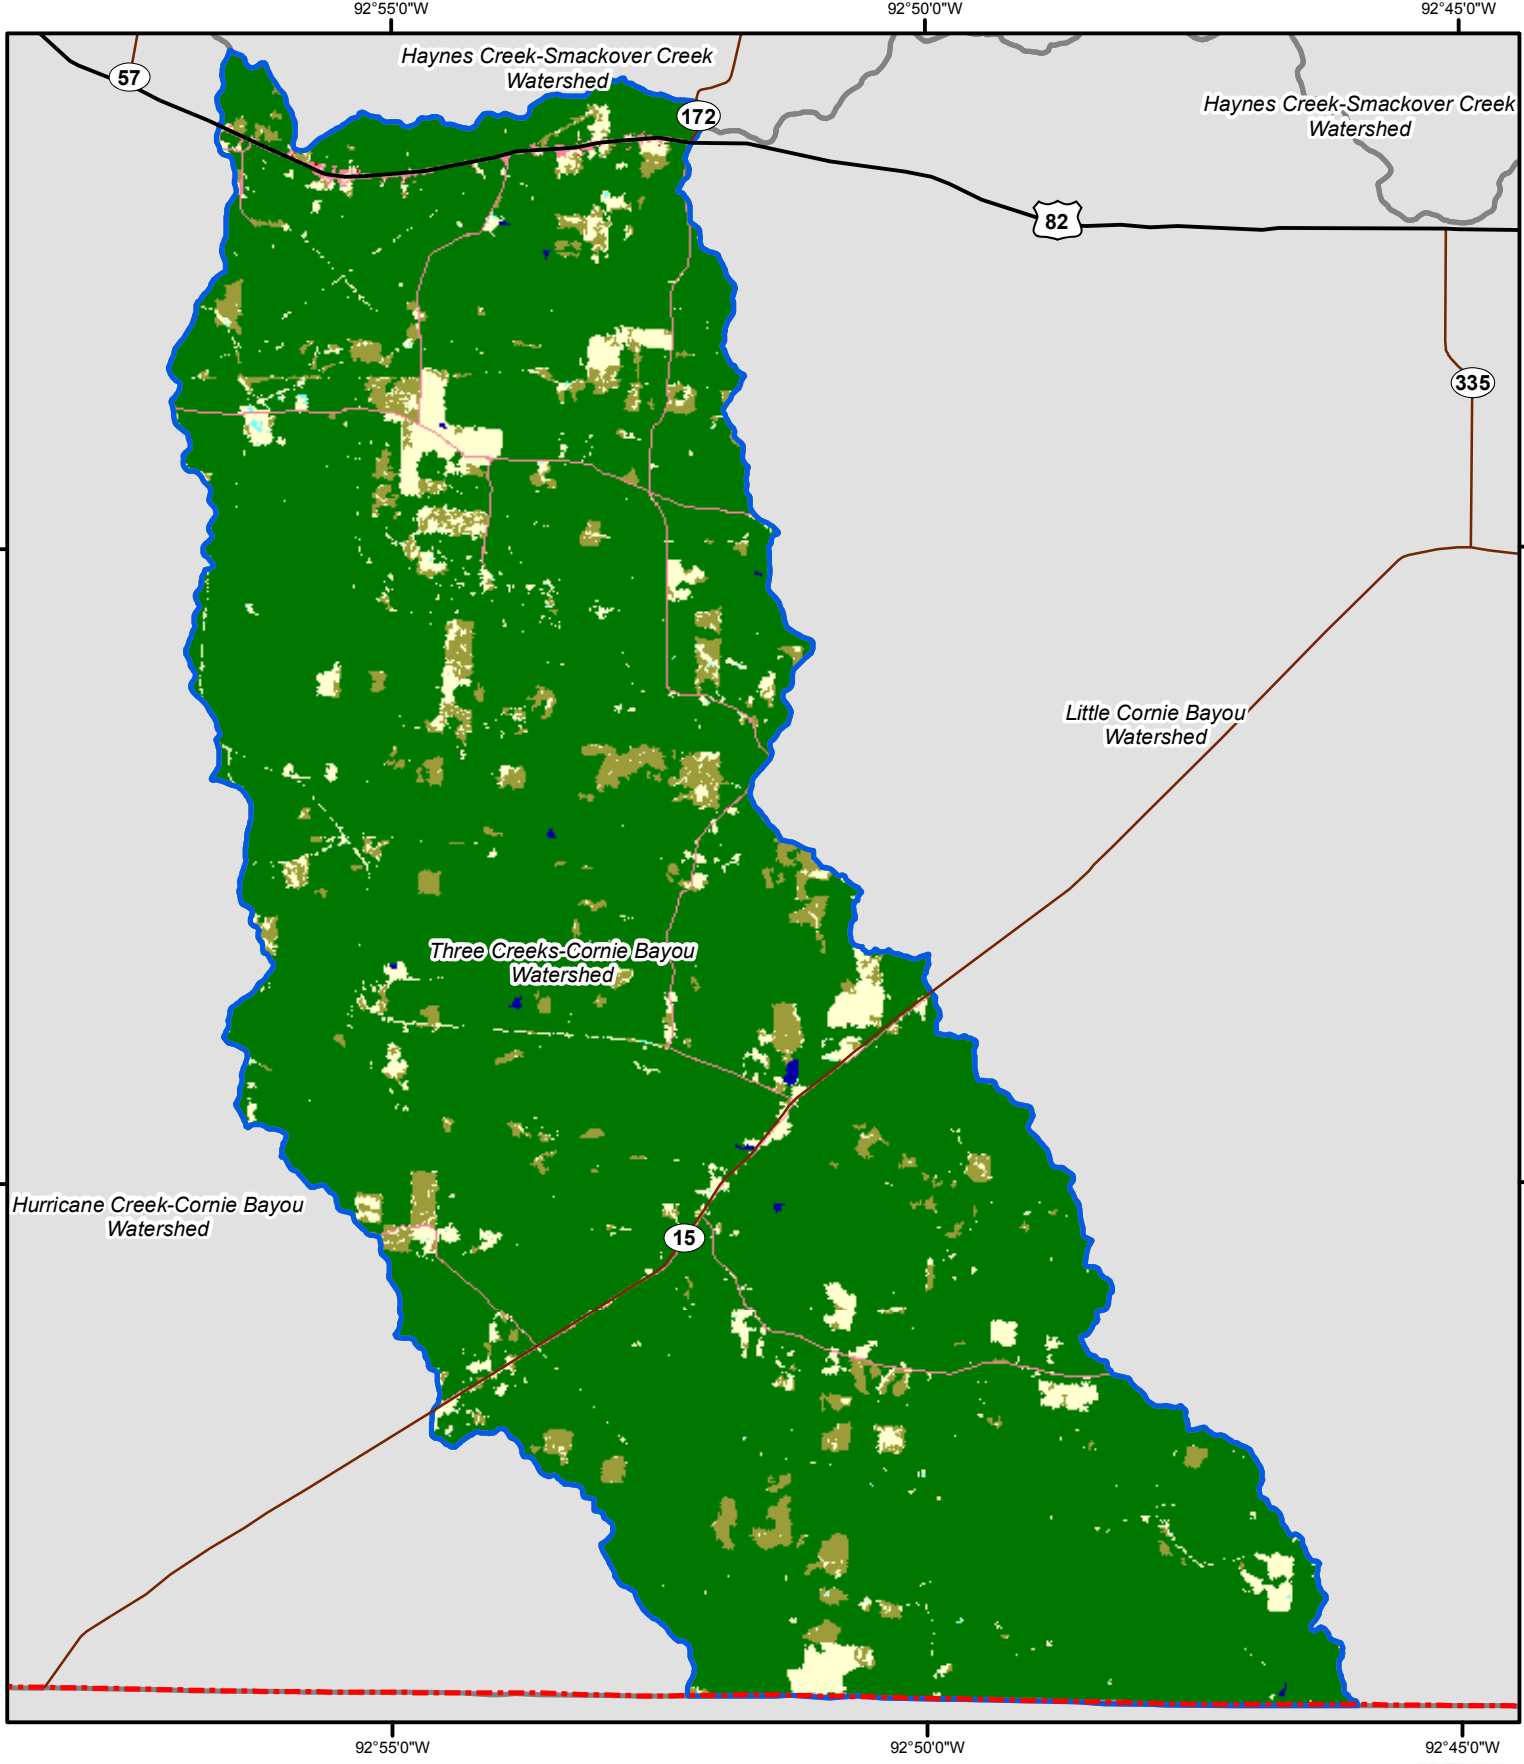 92°55'0"W
92°50'0"W
92°45'0"W
Haynes Creek-Smackover Creek
Watershed
57
172
Haynes Creek-Smackover Creek
Watershed
82
335
Little Cornie Bayou
Watershed
Three Creeks-Cornie Bayou
Watershed
Hurricane Creek-Cornie Bayou
Watershed
15
92°55'0"W
92°50'0"W
92°45'0"W